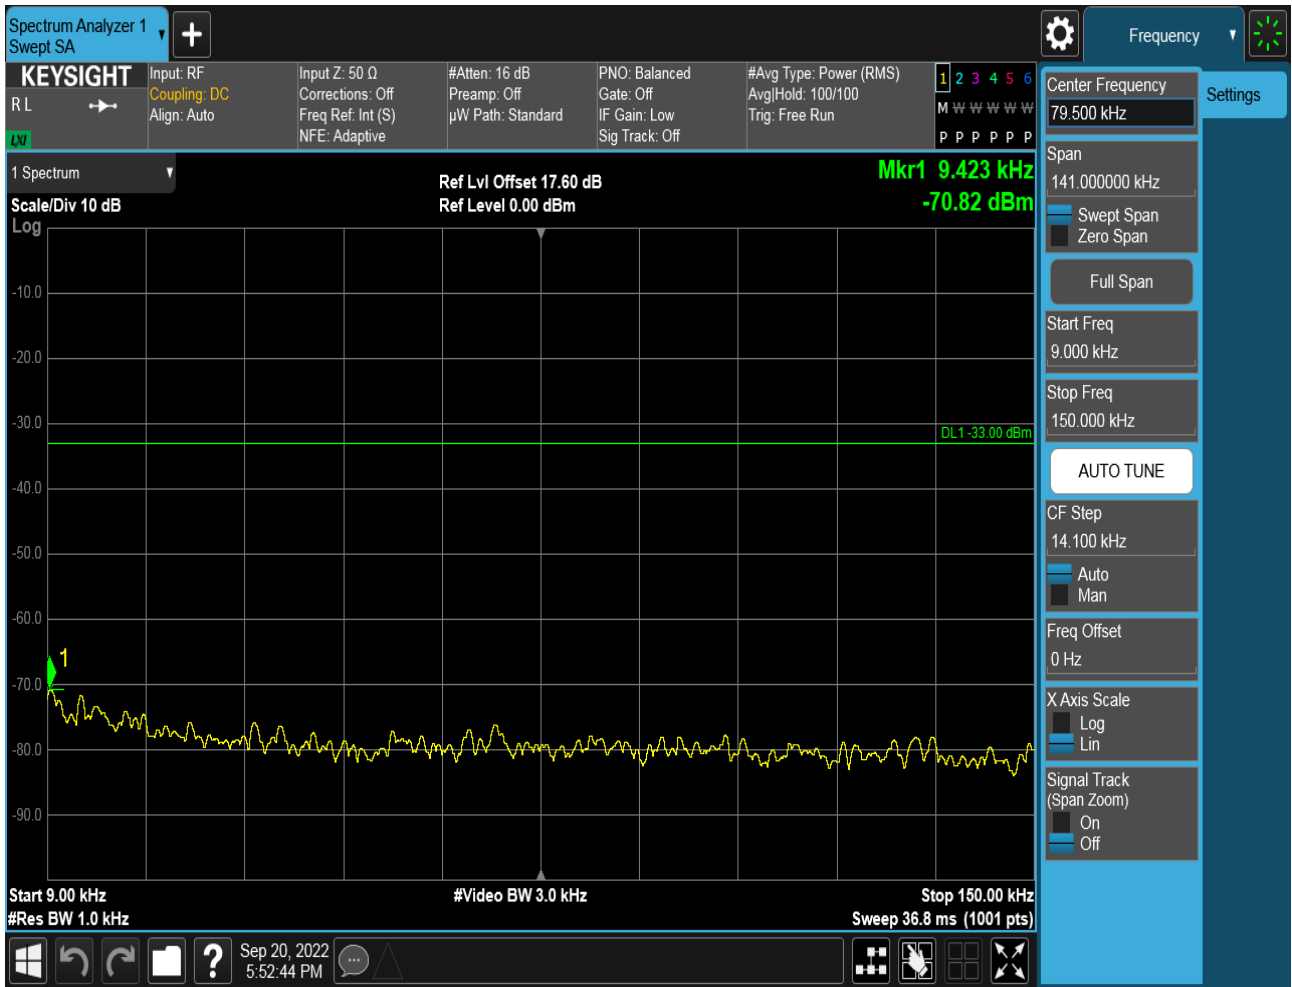 Spectrum Analyzer 1
Swept SA
Frequency
KEYSIGHT
R L
LXI
Input: RF
Coupling: DC
Align: Auto
Input Z: 50 Ω
Corrections: Off
Freq Ref: Int (S)
NFE: Adaptive
#Atten: 16 dB
Preamp: Off
µW Path: Standard
PNO: Balanced
Gate: Off
IF Gain: Low
Sig Track: Off
#Avg Type: Power (RMS)
Avg|Hold: 100/100
Trig: Free Run
1 2 3 4 5 6
M W W W W W
P P P P P P
1 Spectrum
Scale/Div 10 dB
Log
Ref Lvl Offset 17.60 dB
Ref Level 0.00 dBm
Mkr1 9.423 kHz
-70.82 dBm
-10.0
-20.0
-30.0
DL1 -33.00 dBm
-40.0
-50.0
-60.0
1
-70.0
-80.0
-90.0
Start 9.00 kHz
#Video BW 3.0 kHz
Stop 150.00 kHz
#Res BW 1.0 kHz
Sweep 36.8 ms (1001 pts)
Sep 20, 2022
5:52:44 PM
?
Settings
Center Frequency
79.500 kHz
Span
141.000000 kHz
Swept Span
Zero Span
Full Span
Start Freq
9.000 kHz
Stop Freq
150.000 kHz
AUTO TUNE
CF Step
14.100 kHz
Auto
Man
Freq Offset
0 Hz
X Axis Scale
Log
Lin
Signal Track
(Span Zoom)
On
Off